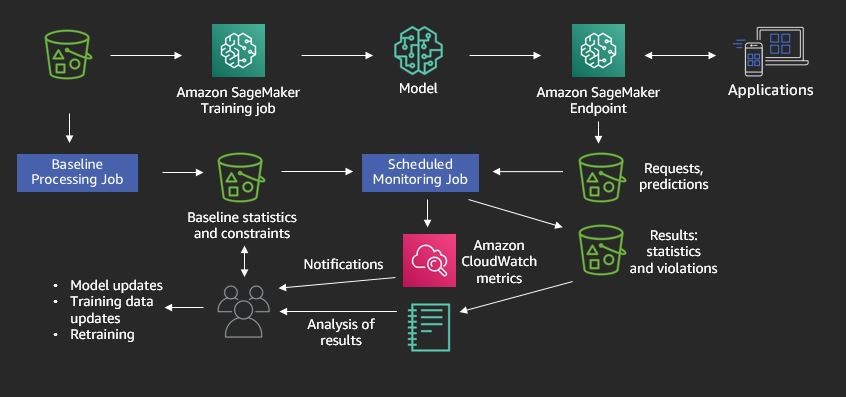 Amazon SageMaker
Training job
Model
Amazon SageMaker
Endpoint
Applications
Baseline
Processing Job
Scheduled
Monitoring Job
Requests,
predictions
Baseline statistics
and constraints
Results:
statistics
and violations
Amazon
CloudWatch
metrics
Notifications
• Model updates
• Training data
updates
• Retraining
Analysis of
results